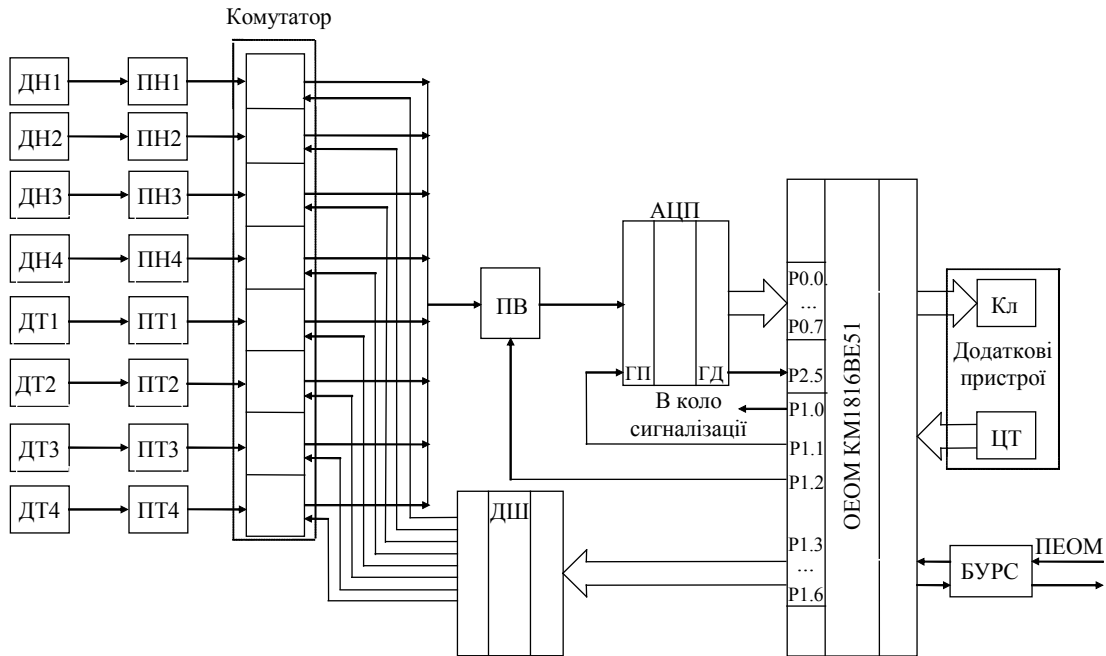 Комутатор
ДН1 ПН1
ДН2 ПН2
ДН3 ПН3
ДН4 ПН4
ДТ1 ПТ1
ДТ2 ПТ2
ДТ3 ПТ3
ДТ4 ПТ4
ПВ
АЦП
ГП ГД
В коло
сигналізації
ДШ
P0.0.
...
P0.7
P2.5
P1.0
P1.1
P1.2
P1.3
...
P1.6
ОЕОМ КМ1816ВЕ51
Кл
Додаткові
пристрої
ЦТ
ПЕОМ
БУРС